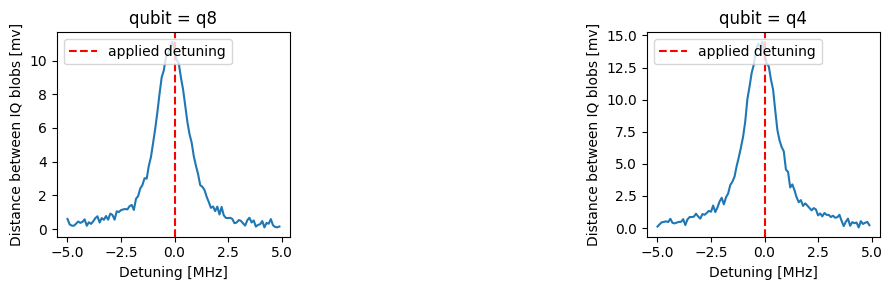 qubit = q8
Distance between IQ blobs [mv]
10
8
6
4
2
0
applied detuning
−5.0
−2.5
0.0
2.5
5.0
Detuning [MHz]
qubit = q4
Distance between IQ blobs [mv]
15.0
12.5
10.0
7.5
5.0
2.5
0.0
applied detuning
−5.0
−2.5
0.0
2.5
5.0
Detuning [MHz]